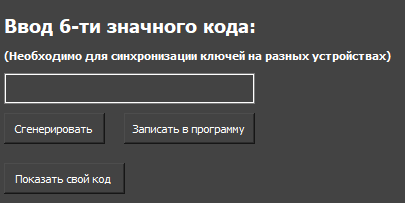 Ввод 6-ти значного кода:
(Необходимо для синхронизации ключей на разных устройствах)
Сгенерировать Записать в программу
Показать свой код